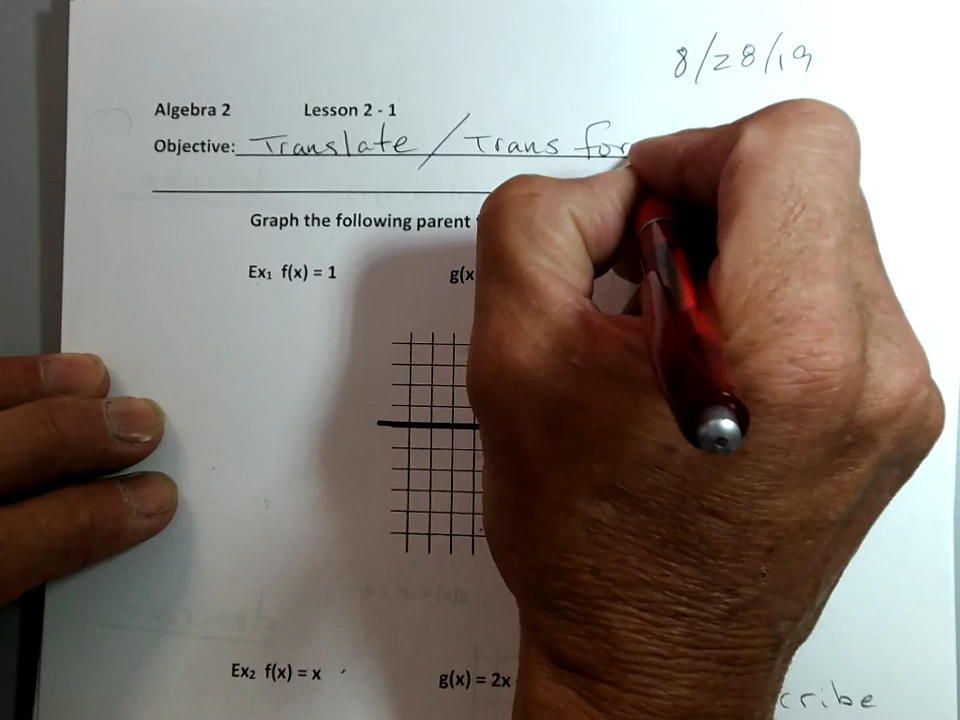 8/28/19
Algebra 2 Lesson 2 - 1
Objective: Translate / Transfor
Graph the following parent
Ex1 f(x) = 1 g(x
Ex2 f(x) = x g(x) = 2x
cribe